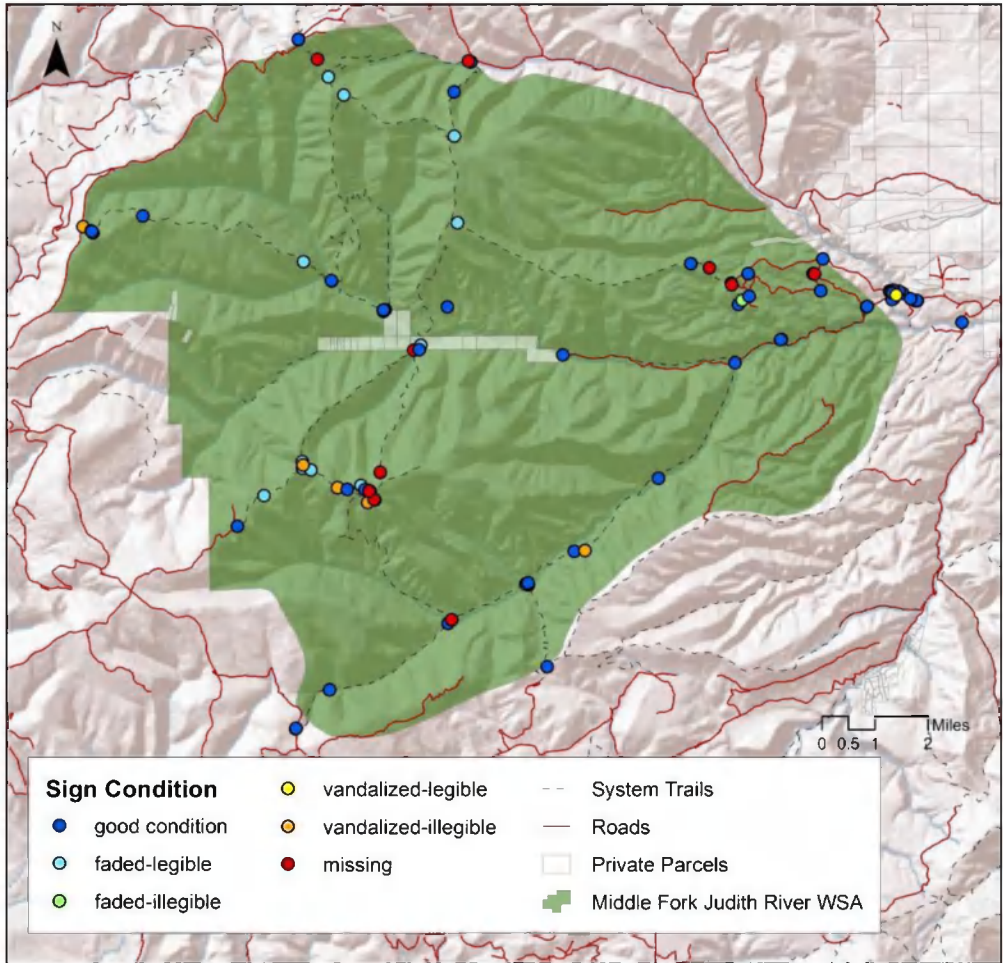 N
Miles
0 0.5 1 2
Sign Condition
good condition
faded-legible
faded-illegible
vandalized-legible
vandalized-illegible
missing
System Trails
Roads
Private Parcels
Middle Fork Judith River WSA